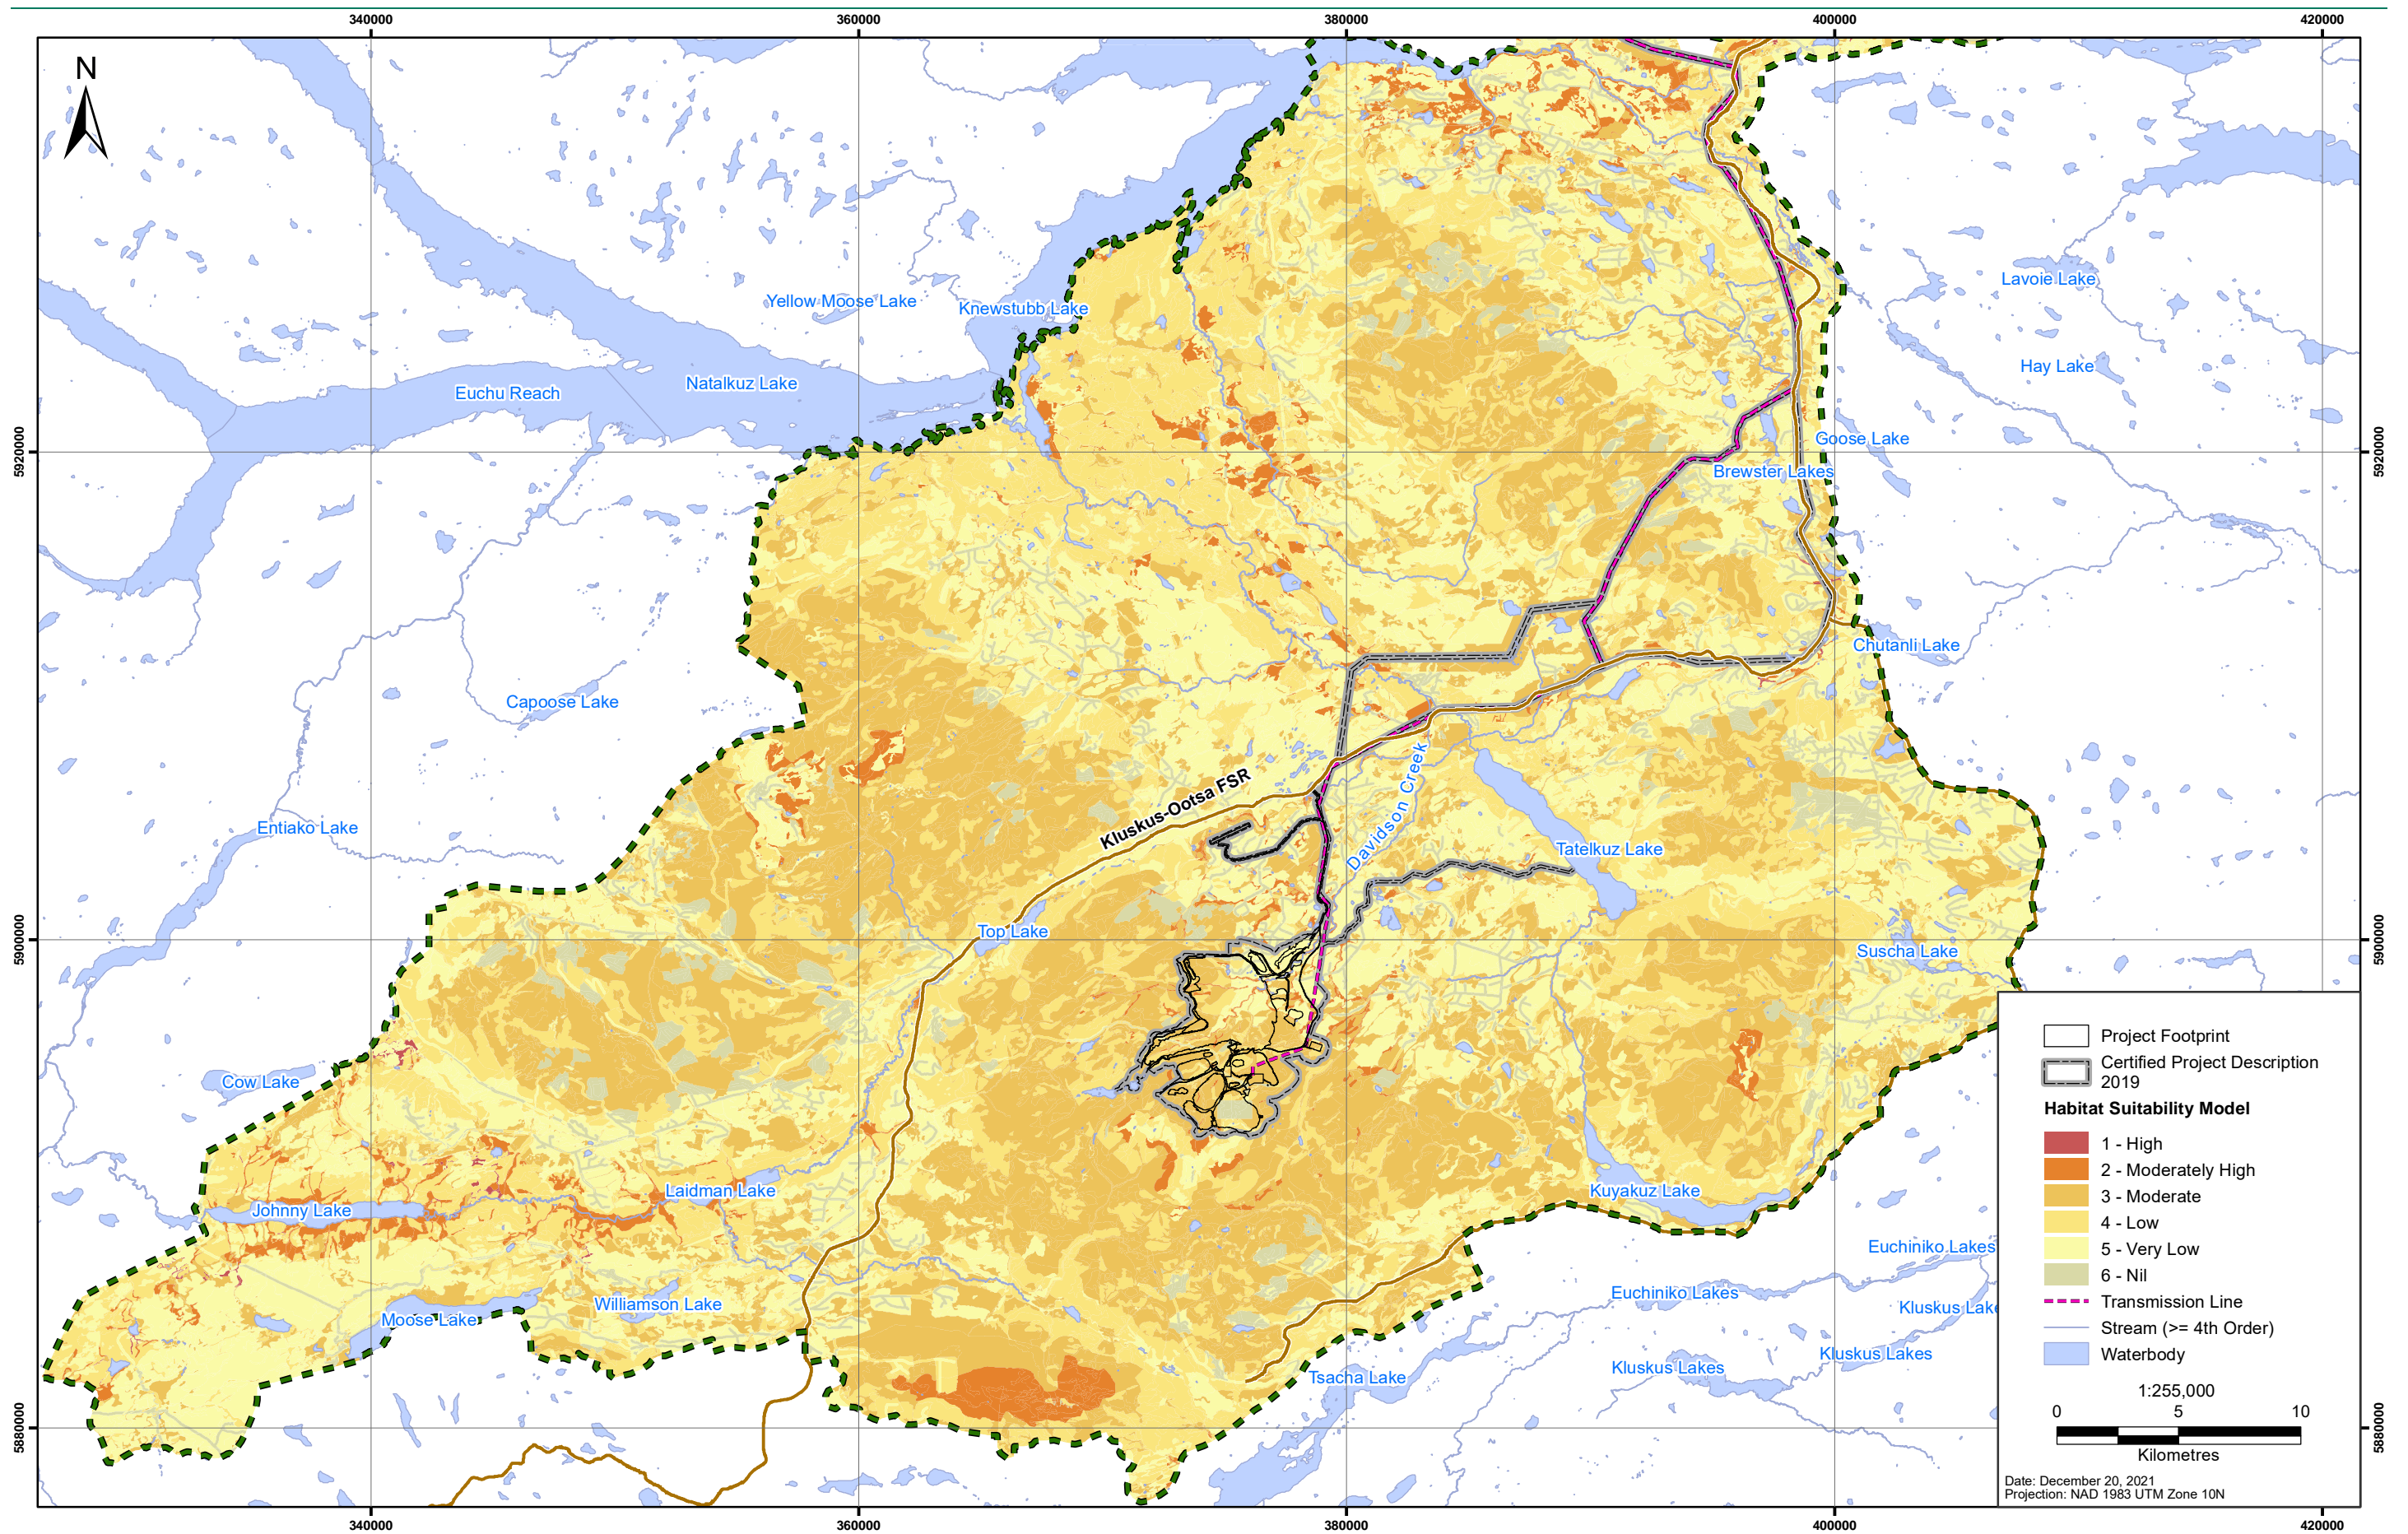 340000
360000
380000
400000
420000
N
Lavoie Lake
Yellow Moose Lake
Knewstubb Lake
Hay Lake
Natalkuz Lake
Euchu Reach
5920000
5920000
Goose Lake
Brewster Lakes
Chutanli Lake
Capoose Lake
Kluskus-Ootsa FSR
Davidson Creek
Entiako Lake
Tatelkuz Lake
Top Lake
5900000
5900000
Suscha Lake
Cow Lake
Laidman Lake
Kuyakuz Lake
Johnny Lake
Euchiniko Lakes
Euchiniko Lakes
Williamson Lake
Kluskus Lake
Moose Lake
Kluskus Lakes
Kluskus Lakes
Tsacha Lake
5880000
5880000
Project Footprint
Certified Project Description
2019
Habitat Suitability Model
1 - High
2 - Moderately High
3 - Moderate
4 - Low
5 - Very Low
6 - Nil
Transmission Line
Stream (>= 4th Order)
Waterbody
1:255,000
0 5 10
Kilometres
Date: December 20, 2021
Projection: NAD 1983 UTM Zone 10N
340000
360000
380000
400000
420000